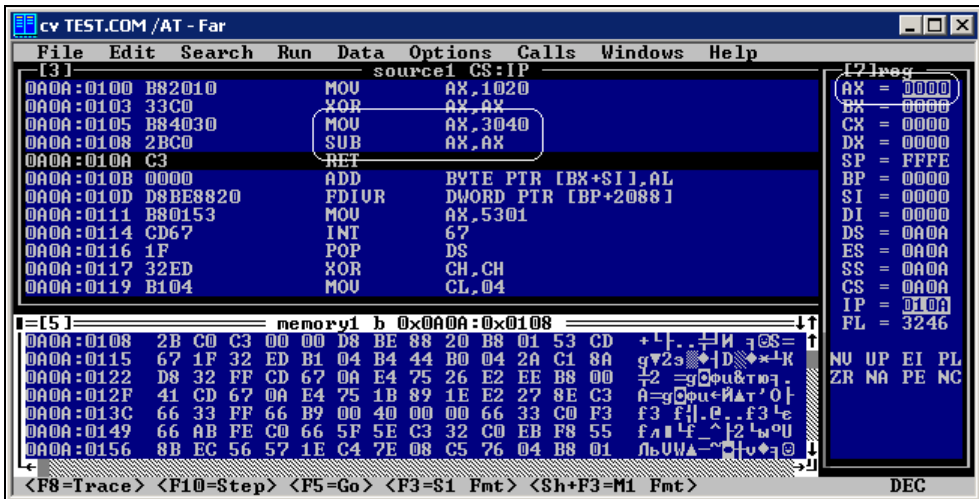 cv TEST.COM /AT - Far
File Edit Search Run Data Options Calls Windows Help
[3] source1 CS:IP
0A0A:0100 B82010 MOV AX,1020
0A0A:0103 33C0 XOR AX,AX
0A0A:0105 B84030 MOV AX,3040
0A0A:0108 2BC0 SUB AX,AX
0A0A:010A C3 RET
0A0A:010B 0000 ADD BYTE PTR [BX+SI],AL
0A0A:010D D8BE8820 FDIVR DWORD PTR [BP+2088]
0A0A:0111 B80153 MOV AX,5301
0A0A:0114 CD67 INT 67
0A0A:0116 1F POP DS
0A0A:0117 32ED XOR CH,CH
0A0A:0119 B104 MOV CL,04
[7]reg
AX = 0000
BX = 0000
CX = 0000
DX = 0000
SP = FFFE
BP = 0000
SI = 0000
DI = 0000
DS = 0A0A
ES = 0A0A
SS = 0A0A
CS = 0A0A
IP = 010A
FL = 3246
NV UP EI PL
ZR NA PE NC
[5] memory1 b 0x0A0A:0x0108
0A0A:0108 2B C0 C3 00 00 D8 BE 88 20 B8 01 53 CD
0A0A:0115 67 1F 32 ED B1 04 B4 44 B0 04 2A C1 8A
0A0A:0122 D8 32 FF CD 67 0A E4 75 26 E2 EE B8 00
0A0A:012F 41 CD 67 0A E4 75 1B 89 1E E2 27 8E C3
0A0A:013C 66 33 FF 66 B9 00 40 00 00 66 33 C0 F3
0A0A:0149 66 AB FE C0 66 5F 5E C3 32 C0 EB F8 55
0A0A:0156 8B EC 56 57 1E C4 7E 08 C5 76 04 B8 01
<F8=Trace> <F10=Step> <F5=Go> <F3=S1 Fmt> <Sh+F3=M1 Fmt> DEC